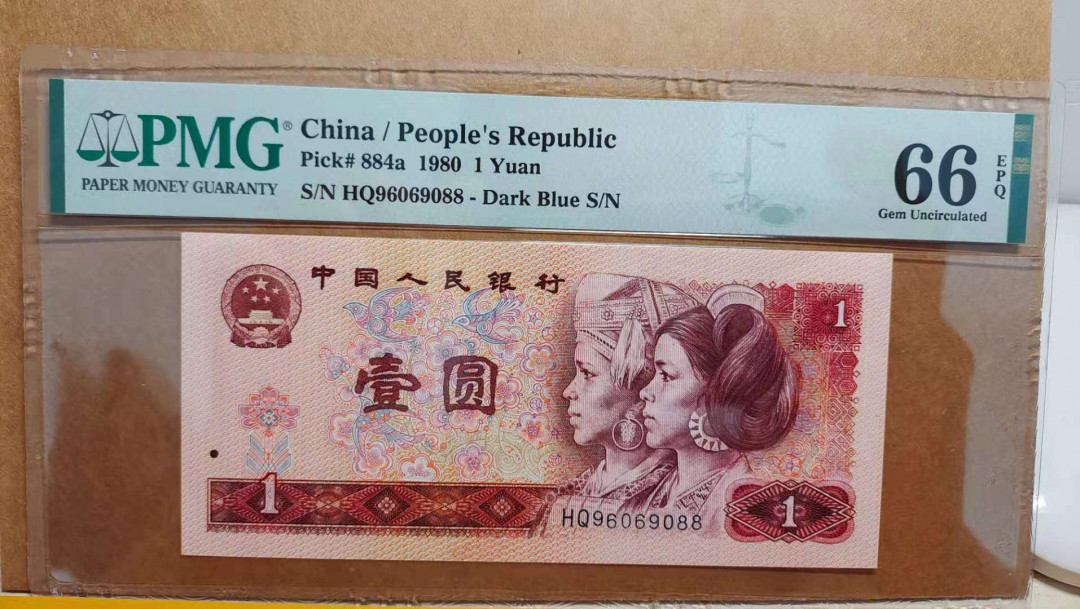 PMG®
PAPER MONEY GUARANTY
China / People's Republic
Pick# 884a 1980 1 Yuan
S/N HQ96069088 - Dark Blue S/N
66
EPQ
Gem Uncirculated
中国人民银行
1
壹圆
1
HQ96069088
1